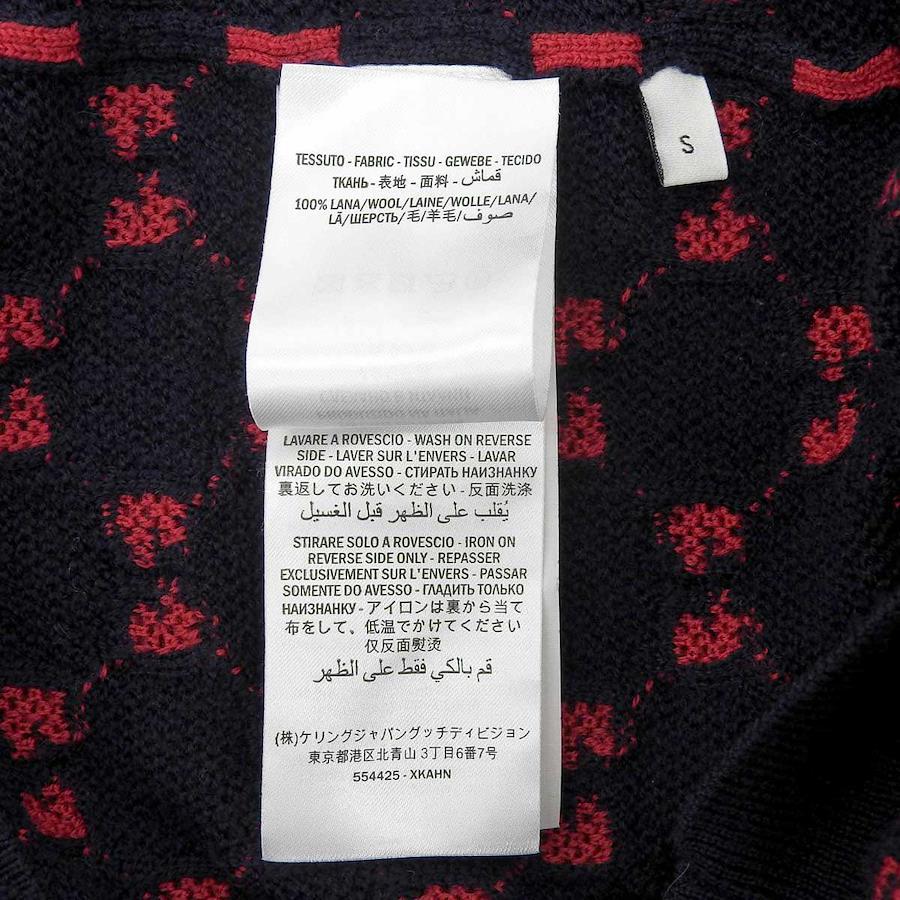 TESSUTO - FABRIC - TISSU - GEWEBE - TECIDO
ТКАНЬ - 表地 - 面料 - قماش
100% LANA/WOOL/LAINE/WOLLE/LANA/
LÃ/ШЕРСТЬ/毛/羊毛/صوف
S
LAVARE A ROVESCIO - WASH ON REVERSE
SIDE - LAVER SUR L'ENVERS - LAVAR
VIRADO DO AVESSO - СТИРАТЬ НАИЗНАНКУ
裏返してお洗いください - 反面洗涤
يُقلب على الظهر قبل الغسيل
STIRARE SOLO A ROVESCIO - IRON ON
REVERSE SIDE ONLY - REPASSER
EXCLUSIVEMENT SUR L'ENVERS - PASSAR
SOMENTE DO AVESSO - ГЛАДИТЬ ТОЛЬКО
НАИЗНАНКУ - アイロンは裏から当て
布をして、低温でかけてください
仅反面熨烫
قم بالكي فقط على الظهر
(株)ケリングジャパングッチディビジョン
東京都港区北青山 3丁目6番7号
554425 - XKAHN